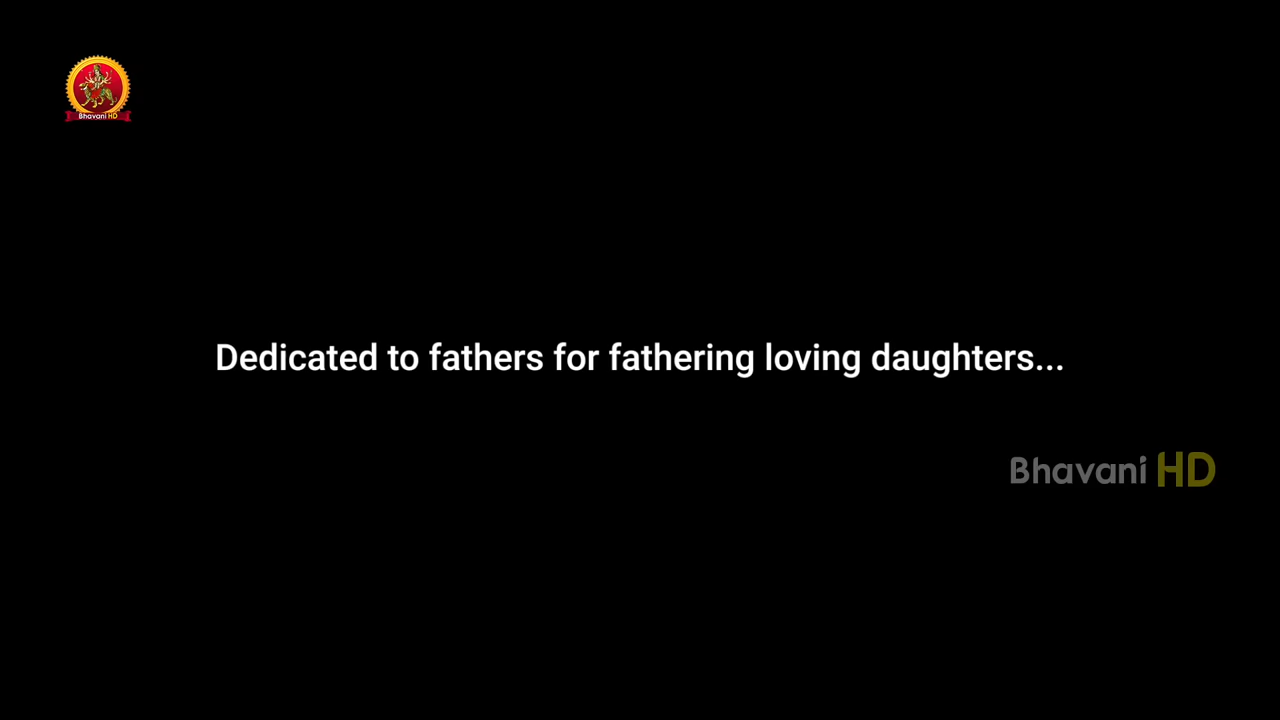 Bhavani HD
Dedicated to fathers for fathering loving daughters...
Bhavani HD